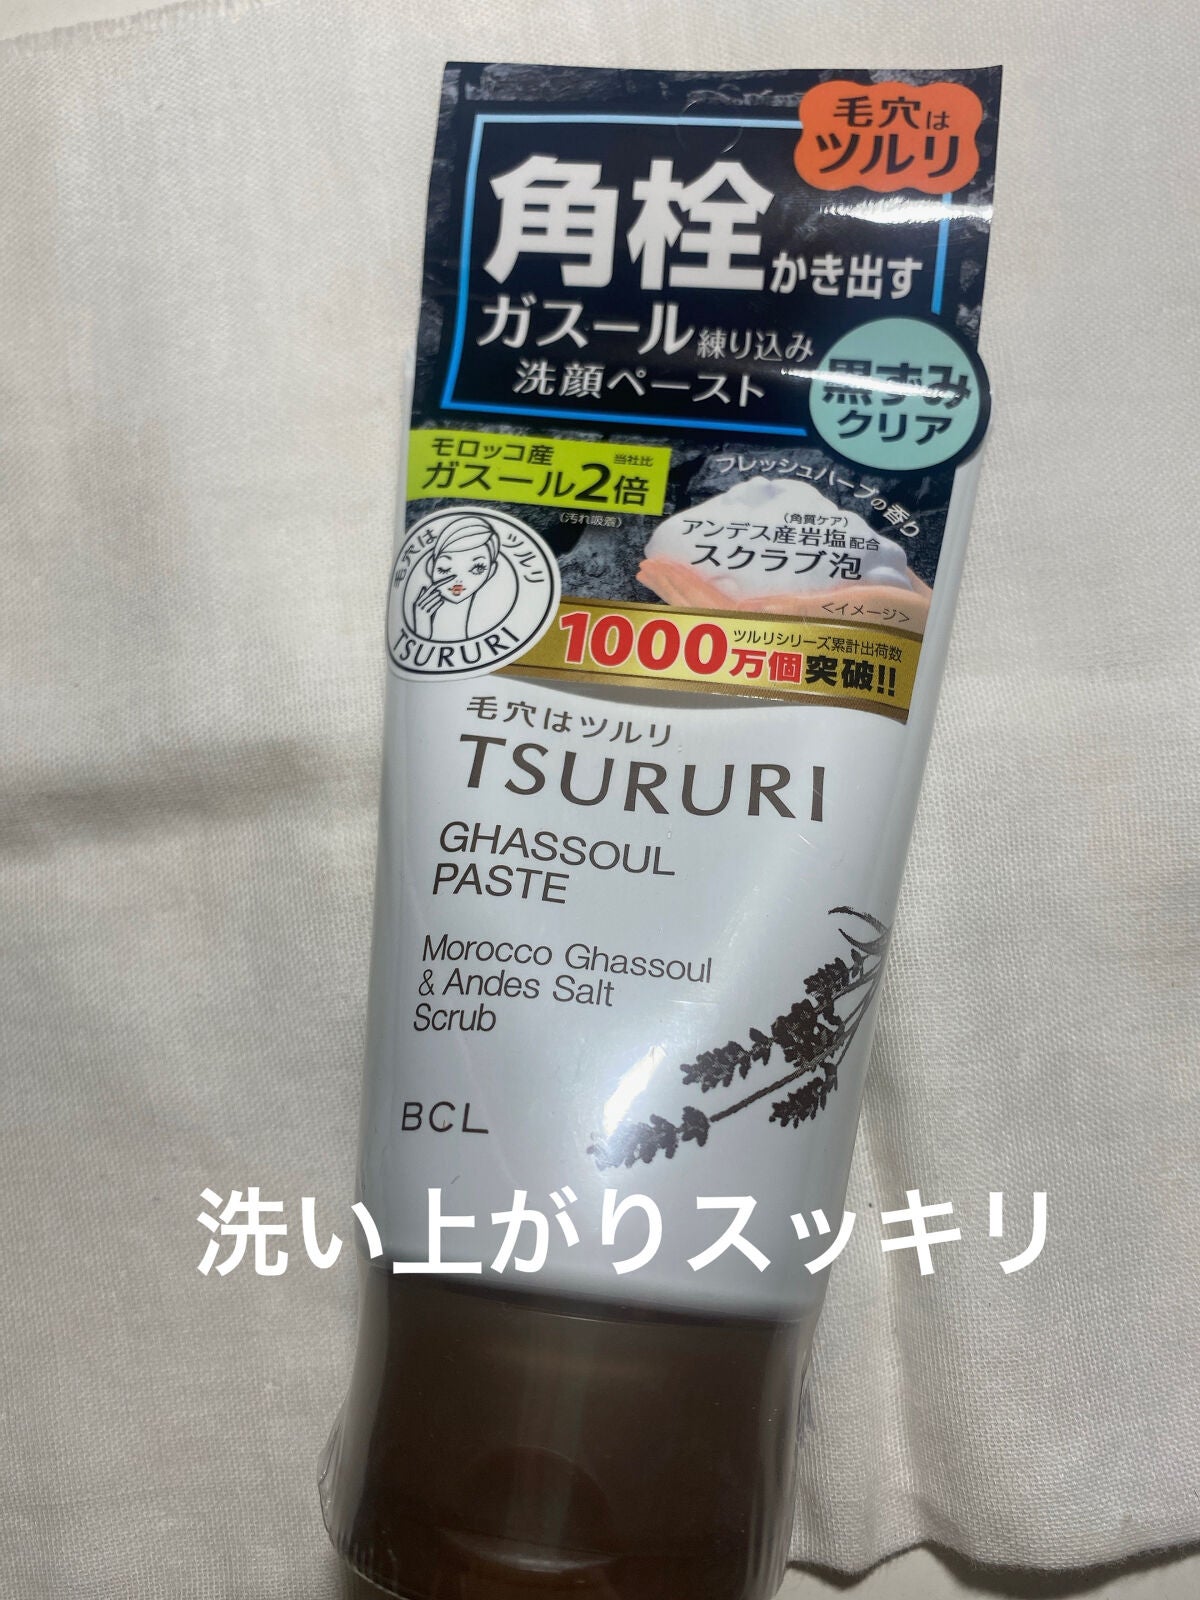 毛穴は
ツルリ
角栓かき出す
ガスール練り込み
洗顔ペースト
黒ずみ
クリア
モロッコ産
ガスール2倍 当社比
(汚れ吸着)
フレッシュハーブの香り
(角質ケア)
アンデス産岩塩配合
スクラブ泡
<イメージ>
毛穴はツルリ
TSURURI
ツルリシリーズ累計出荷数
1000万個突破!!
毛穴はツルリ
TSURURI
GHASSOUL
PASTE
Morocco Ghassoul
& Andes Salt
Scrub
BCL
洗い上がりスッキリ